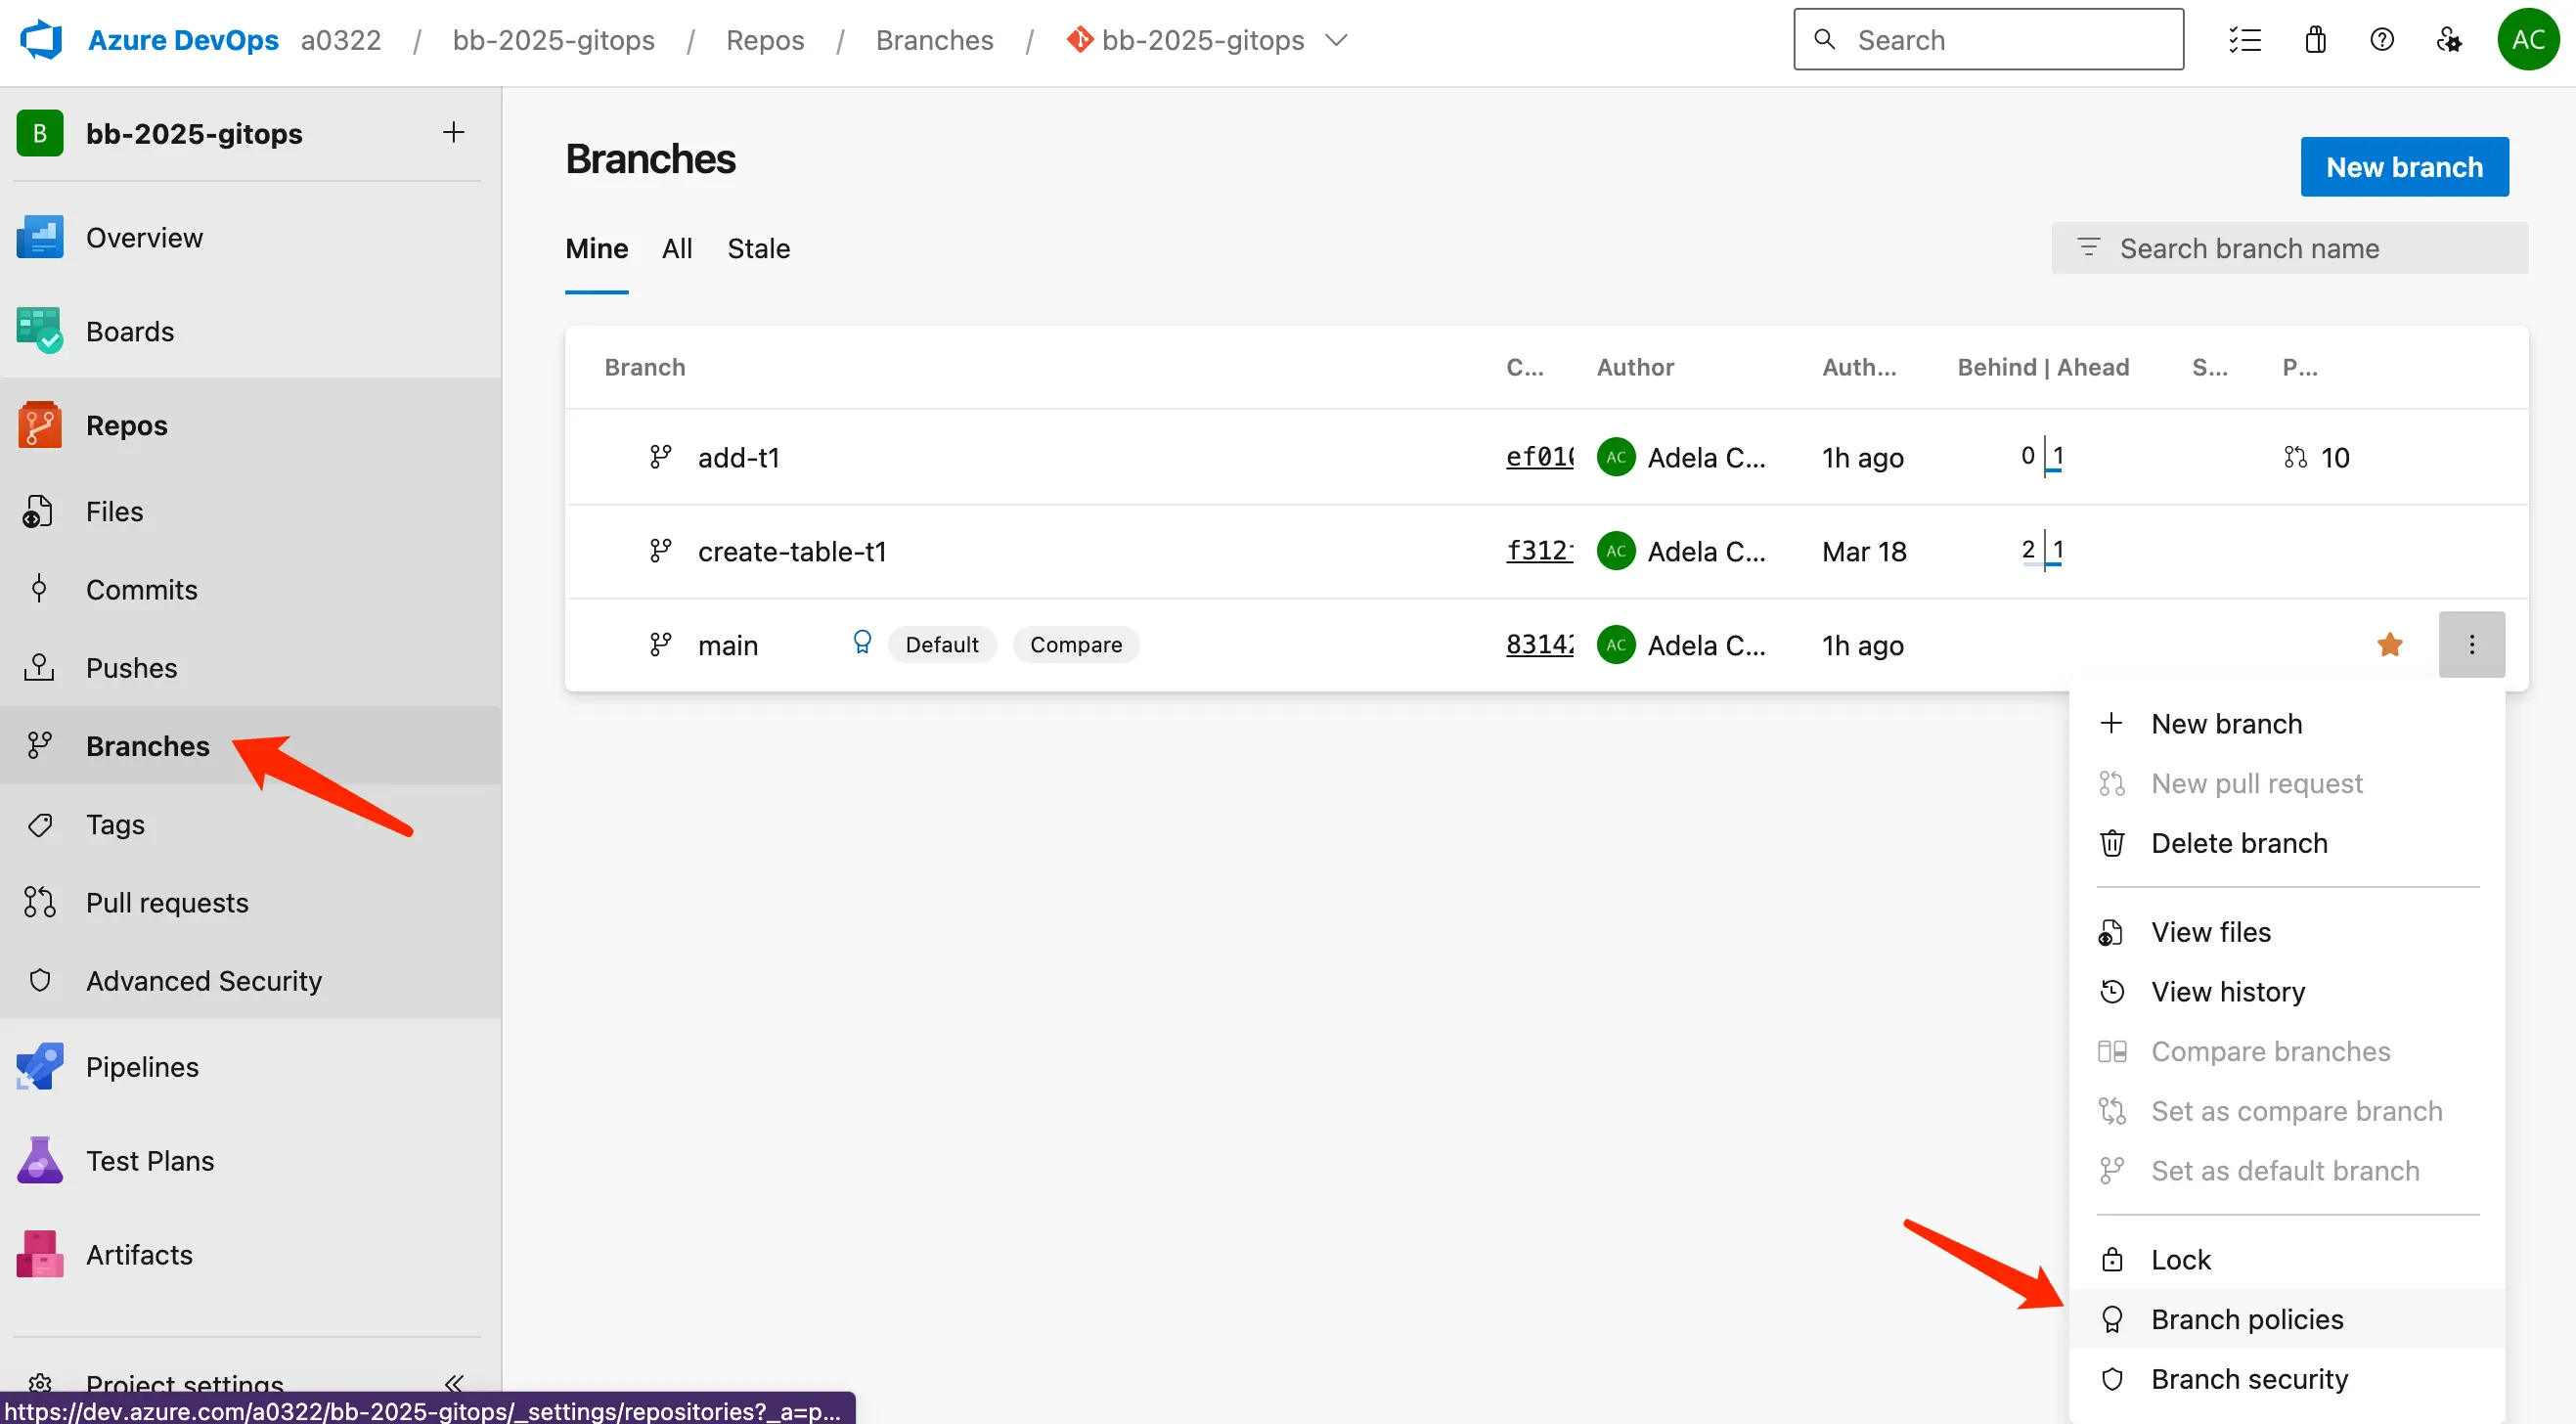 Azure DevOps a0322 / bb-2025-gitops / Repos / Branches / bb-2025-gitops
Search
AC
B bb-2025-gitops
Overview
Boards
Repos
Files
Commits
Pushes
Branches
Tags
Pull requests
Advanced Security
Pipelines
Test Plans
Artifacts
Project settings
https://dev.azure.com/a0322/bb-2025-gitops/_settings/repositories?_a=p...
Branches
New branch
Mine All Stale
Search branch name
Branch C... Author Auth... Behind | Ahead S... P...
add-t1 ef010 AC Adela C... 1h ago 0 1 10
create-table-t1 f312 AC Adela C... Mar 18 2 1
main Default Compare 8314 AC Adela C... 1h ago
New branch
New pull request
Delete branch
View files
View history
Compare branches
Set as compare branch
Set as default branch
Lock
Branch policies
Branch security